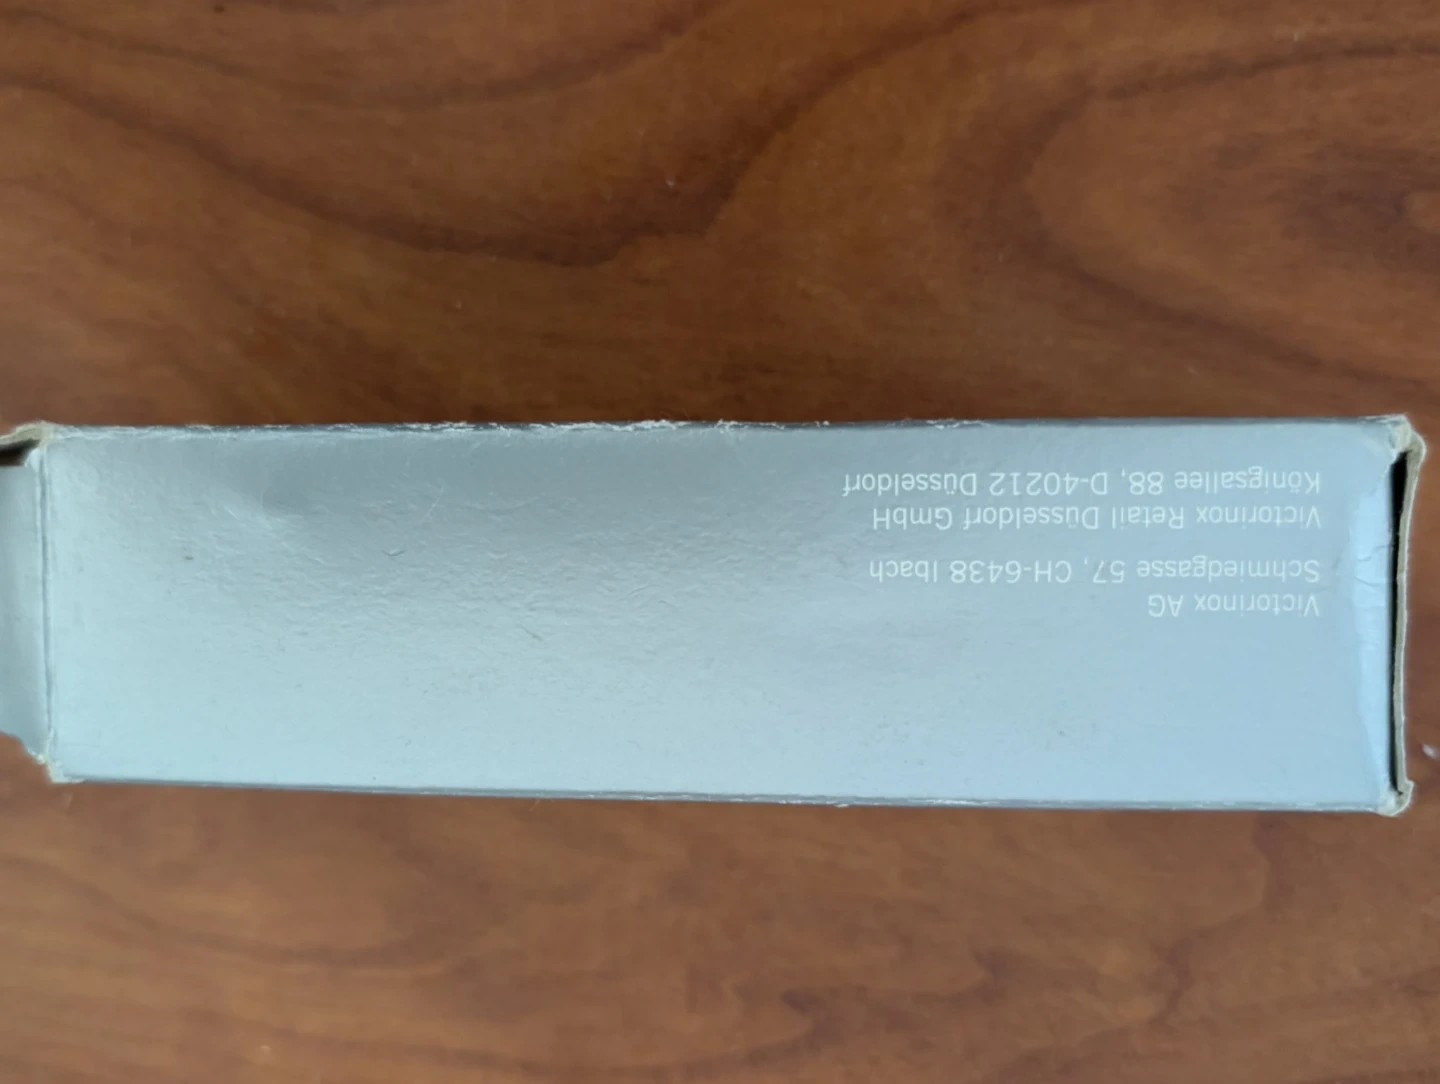 Victorinox AG
Schmiedgasse 57, CH-6438 Ibach
Victorinox Retail Düsseldorf GmbH
Königsallee 88, D-40212 Düsseldorf